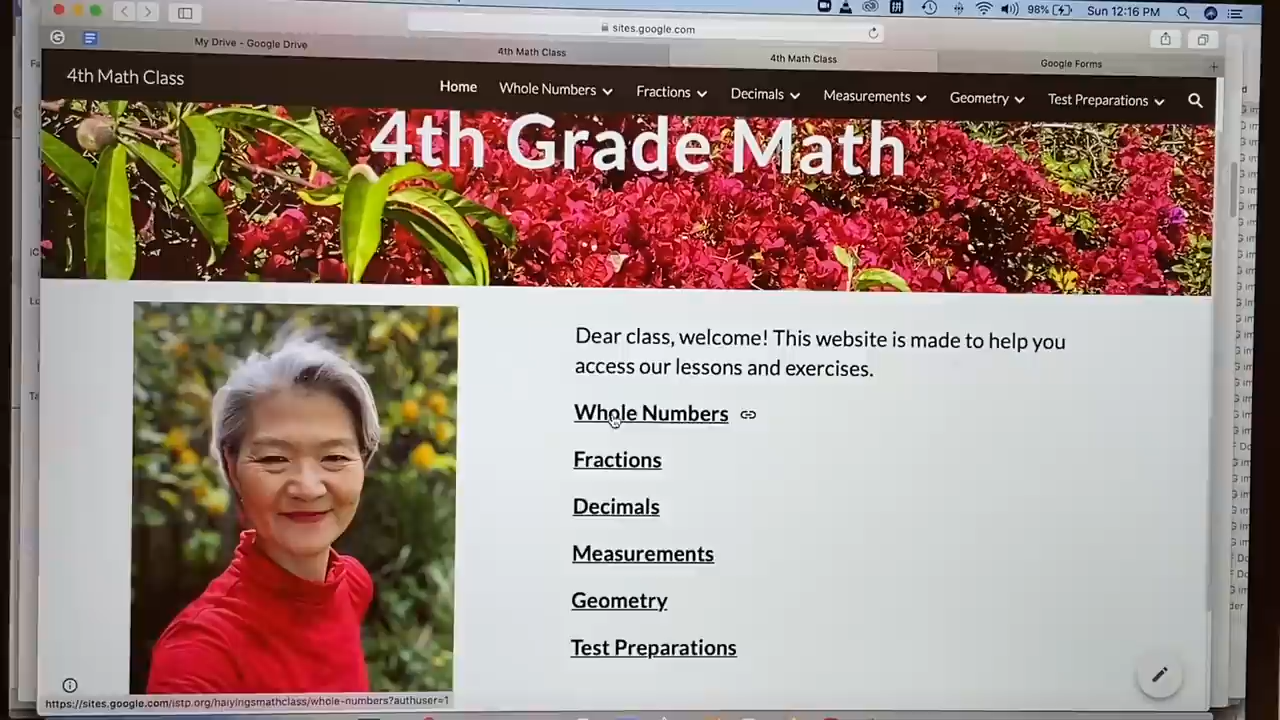 98%
Sun 12:16 PM
sites.google.com
My Drive - Google Drive
4th Math Class
4th Math Class
Google Forms
4th Math Class
Home
Whole Numbers
Fractions
Decimals
Measurements
Geometry
Test Preparations
4th Grade Math
Dear class, welcome! This website is made to help you
access our lessons and exercises.
Whole Numbers
Fractions
Decimals
Measurements
Geometry
Test Preparations
https://sites.google.com/istp.org/haiyingsmathclass/whole-numbers?authuser=1